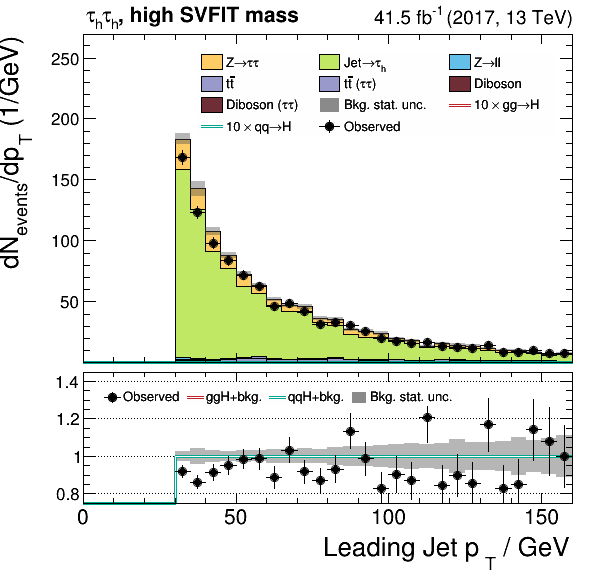 τhτh, high SVFIT mass 41.5 fb-1 (2017, 13 TeV)
dNevents/dpT (1/GeV)
250
200
150
100
50
Z→ττ Jet→τh Z→ll
tt̄ tt̄ (ττ) Diboson
Diboson (ττ) Bkg. stat. unc. 10 × gg→H
10 × qq→H Observed
1.4
1.2
1
0.8
Observed ggH+bkg. qqH+bkg. Bkg. stat. unc.
0 50 100 150
Leading Jet pT / GeV